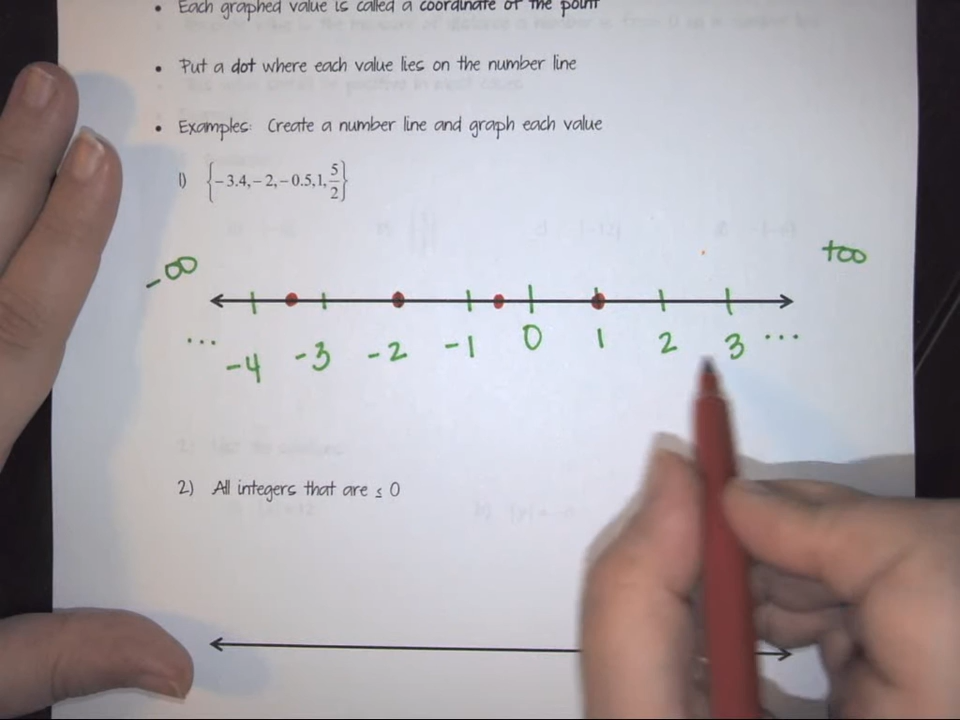 • Each graphed value is called a coordinate of the point
• Put a dot where each value lies on the number line
• Examples: Create a number line and graph each value
1) {-3.4,-2,-0.5,1,5/2}
-∞ +∞
... -4 -3 -2 -1 0 1 2 3 ...
2) All integers that are ≤ 0